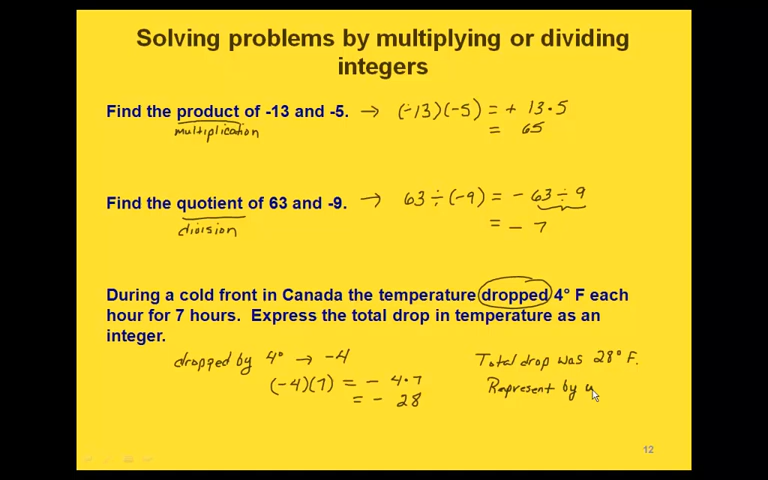 Solving problems by multiplying or dividing
integers
Find the product of -13 and -5. → (-13)(-5) = + 13·5
multiplication = 65
Find the quotient of 63 and -9. → 63 ÷ (-9) = - 63 ÷ 9
division = - 7
During a cold front in Canada the temperature dropped 4° F each
hour for 7 hours. Express the total drop in temperature as an
integer.
dropped by 4° → -4 Total drop was 28° F.
(-4)(7) = - 4·7 Represent by
= - 28
12